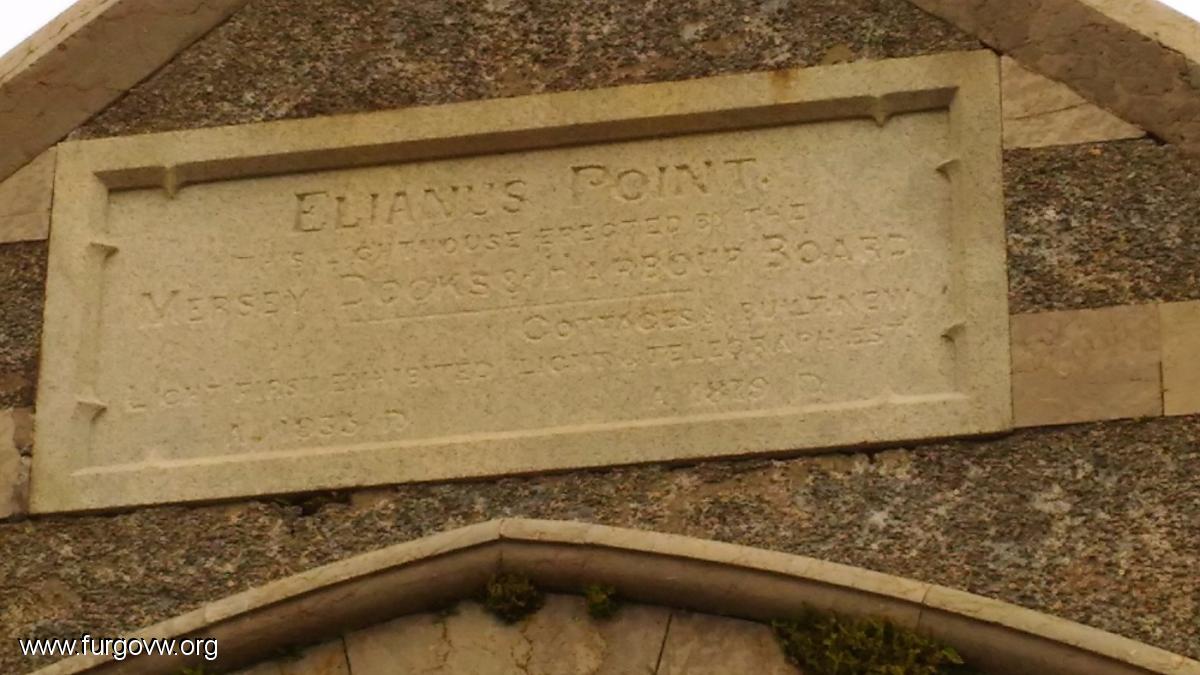 ELIANUS POINT.
THIS LIGHTHOUSE ERECTED BY THE
MERSEY DOCKS & HARBOUR BOARD
COTTAGES BUILT. NEW
LIGHT FIRST EXHIBITED LIGHT & TELEGRAPH EST.
A. D
A. 1879 D
www.furgovw.org